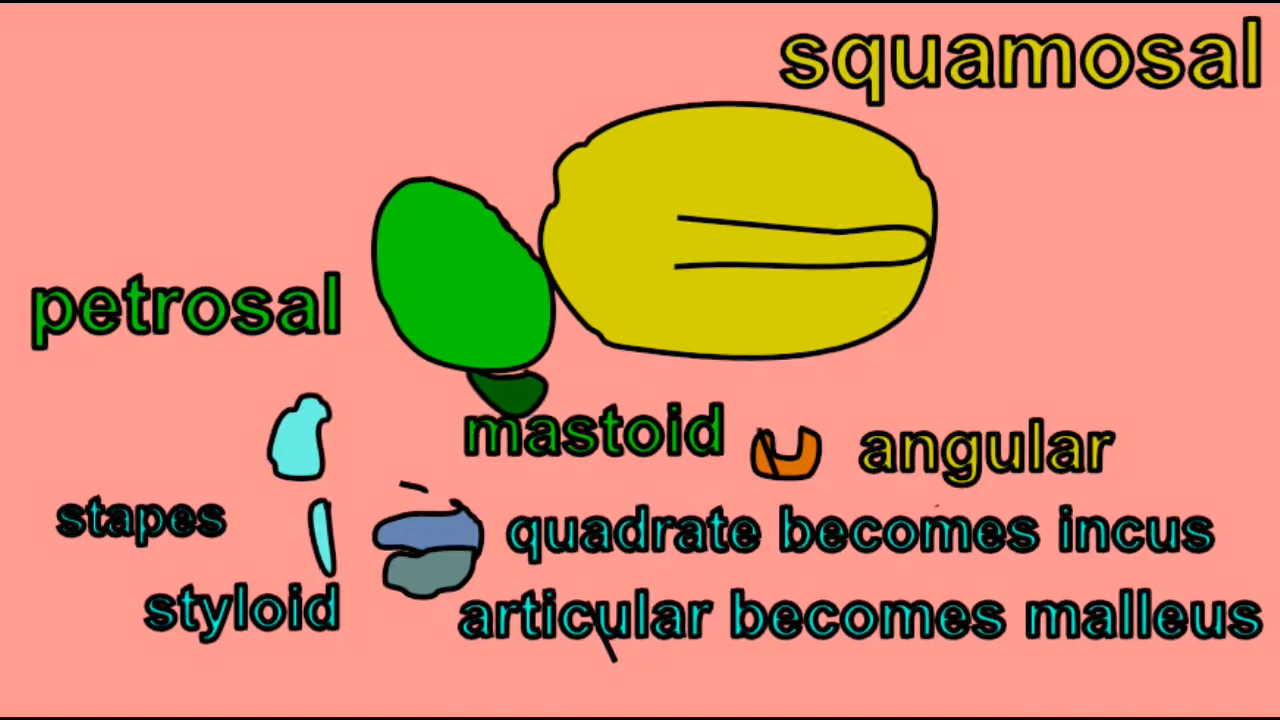 squamosal
petrosal
mastoid
angular
stapes
quadrate becomes incus
styloid
articular becomes malleus